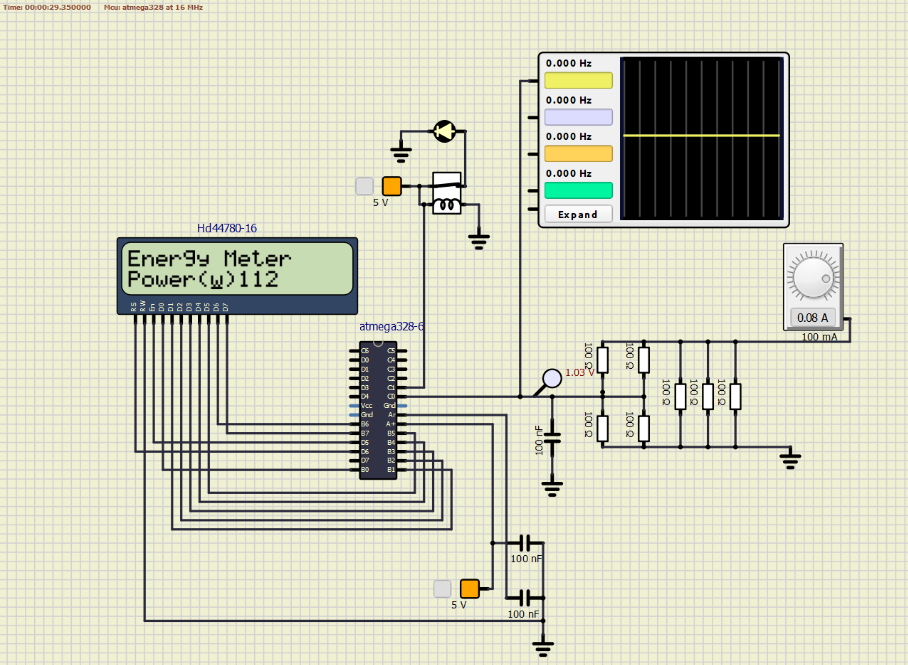 Time: 00:00:29.350000 Mcu: atmega328 at 16 MHz
0.000 Hz
0.000 Hz
0.000 Hz
0.000 Hz
Expand
5 V
Hd44780-16
Energy Meter
Power(w)112
RS RW En D0 D1 D2 D3 D4 D5 D6 D7
atmega328-6
C6 C5
D0 C4
D1 C3
D2 C2
D3 C1
D4 C0
Vcc Gnd
Gnd Ar
B6 A+
B7 B5
D5 B4
D6 B3
D7 B2
B0 B1
0.08 A
100 mA
1.03 V
100 Ω
100 Ω
100 Ω
100 Ω
100 Ω
100 Ω
100 Ω
100 nF
100 nF
5 V
100 nF